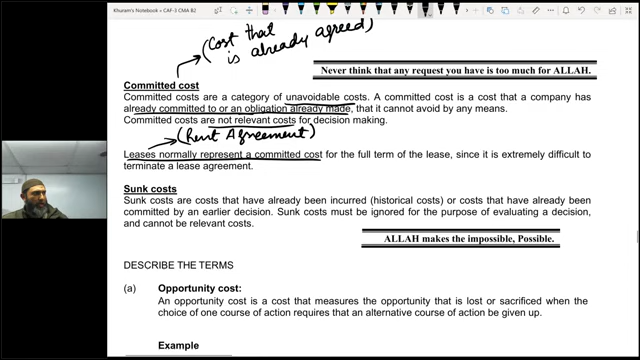 Khuram's Notebook » CAF-3 CMA B2
(Cost that
is already agreed)
Never think that any request you have is too much for ALLAH.
Committed cost
Committed costs are a category of unavoidable costs. A committed cost is a cost that a company has
already committed to or an obligation already made, that it cannot avoid by any means.
Committed costs are not relevant costs for decision making.
(Rent Agreement)
Leases normally represent a committed cost for the full term of the lease, since it is extremely difficult to
terminate a lease agreement.
Sunk costs
Sunk costs are costs that have already been incurred (historical costs) or costs that have already been
committed by an earlier decision. Sunk costs must be ignored for the purpose of evaluating a decision,
and cannot be relevant costs.
ALLAH makes the impossible, Possible.
DESCRIBE THE TERMS
(a) Opportunity cost:
An opportunity cost is a cost that measures the opportunity that is lost or sacrificed when the
choice of one course of action requires that an alternative course of action be given up.
Example